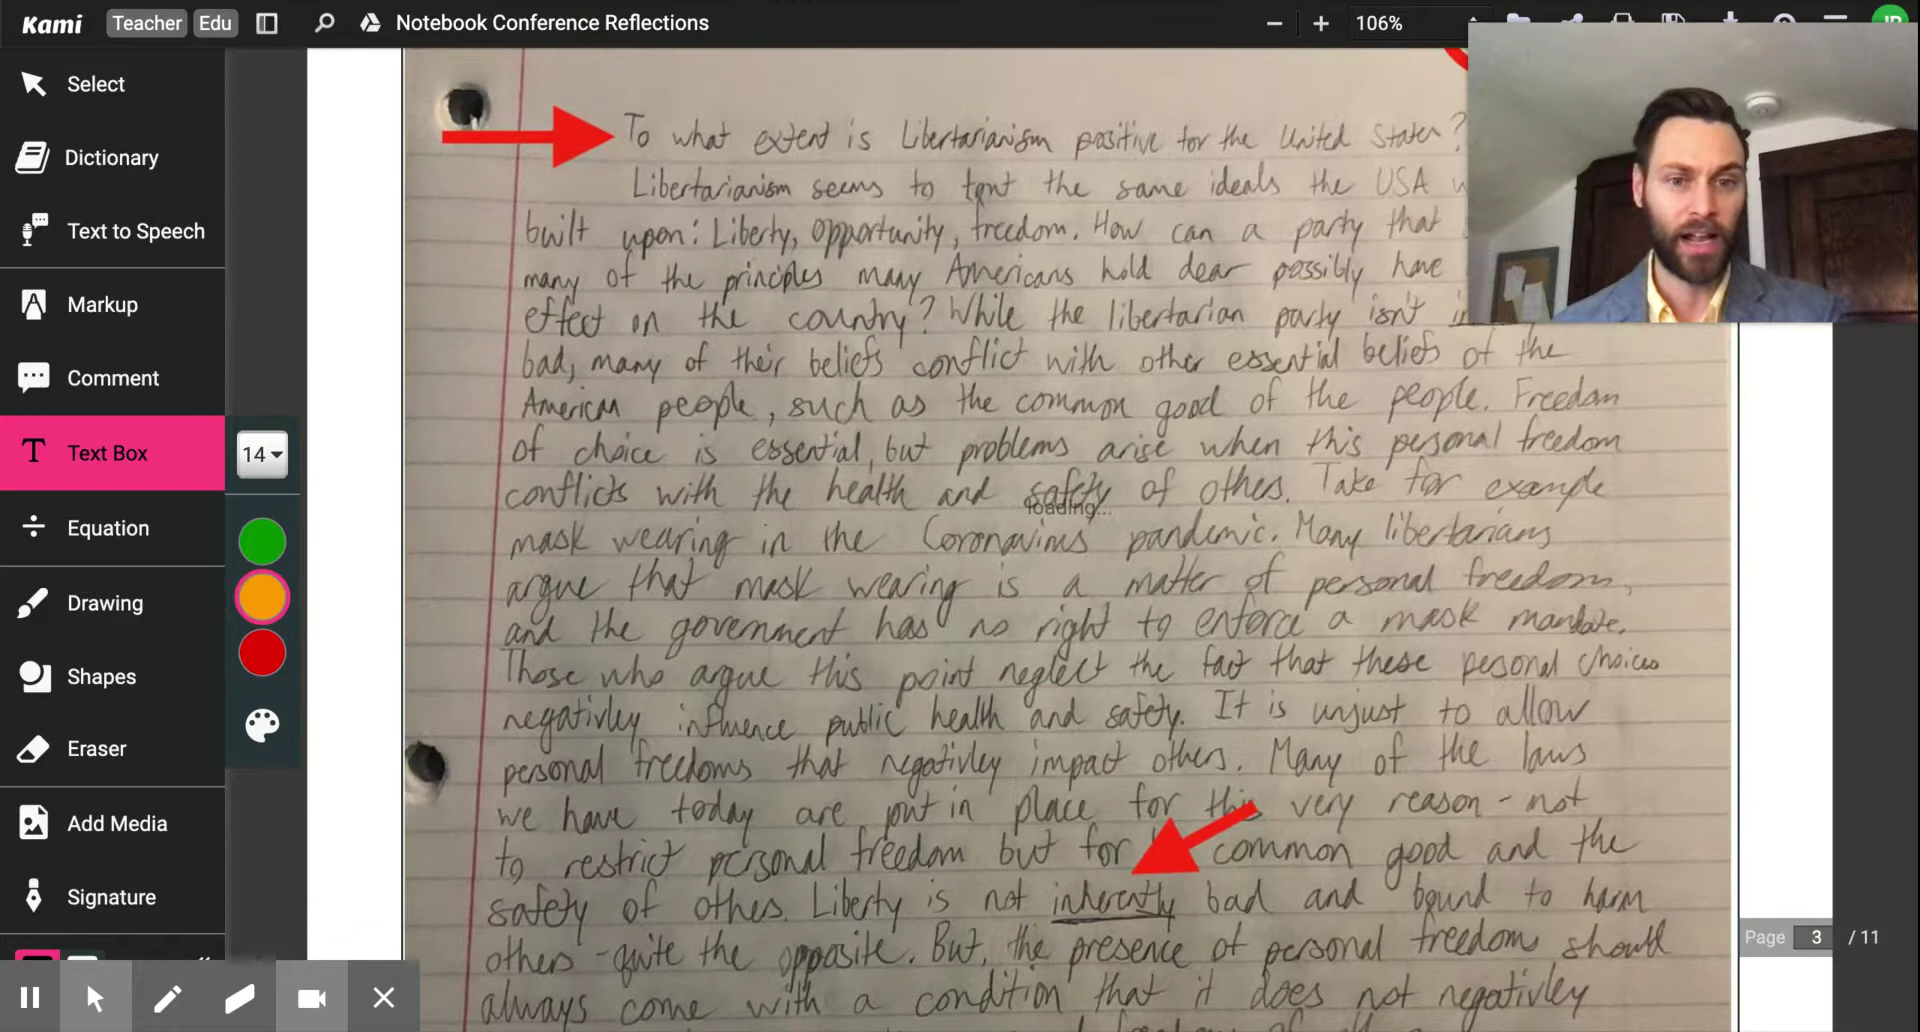 Kami Teacher Edu Notebook Conference Reflections 106%
Select
Dictionary
Text to Speech
Markup
Comment
Text Box
14
Equation
Drawing
Shapes
Eraser
Add Media
Signature
To what extent is Libertarianism positive for the United States?
Libertarianism seems to tout the same ideals the USA
built upon: Liberty, opportunity, freedom. How can a party that
many of the principles many Americans hold dear possibly have
effect on the country? While the libertarian party isn't
bad, many of their beliefs conflict with other essential beliefs of the
American people, such as the common good of the people. Freedom
of choice is essential, but problems arise when this personal freedom
conflicts with the health and safety of others. Take for example
loading...
mask wearing in the Coronavirus pandemic. Many libertarians
argue that mask wearing is a matter of personal freedom,
and the government has no right to enforce a mask mandate.
Those who argue this point neglect the fact that these personal choices
negativley influence public health and safety. It is unjust to allow
personal freedoms that negativley impact others. Many of the laws
we have today are put in place for this very reason - not
to restrict personal freedom but for common good and the
safety of others. Liberty is not inherently bad and bound to harm
others - quite the opposite. But, the presence of personal freedoms should
always come with a condition that it does not negativley
Page 3 / 11